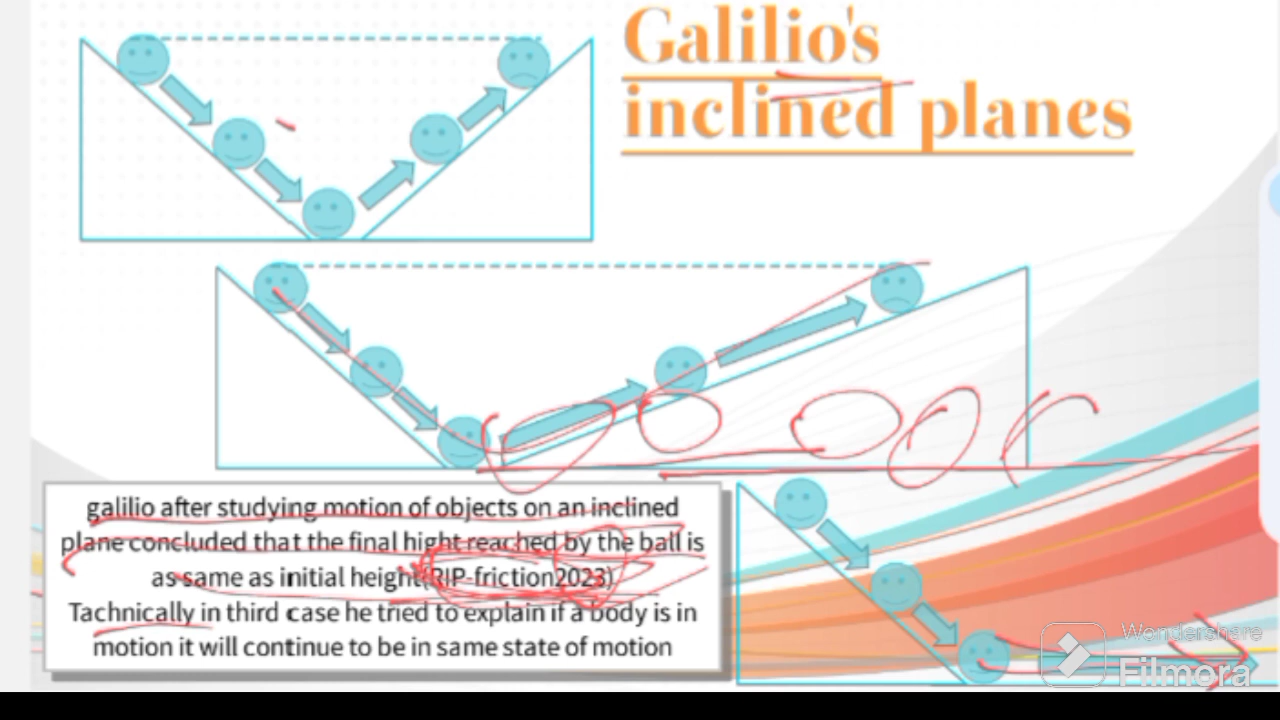 Galilio's
inclined planes
galilio after studying motion of objects on an inclined
plane concluded that the final hight reached by the ball is
as same as initial height(RIP-friction2023)
Tachnically in third case he tried to explain if a body is in
motion it will continue to be in same state of motion
Wondershare
Filmora